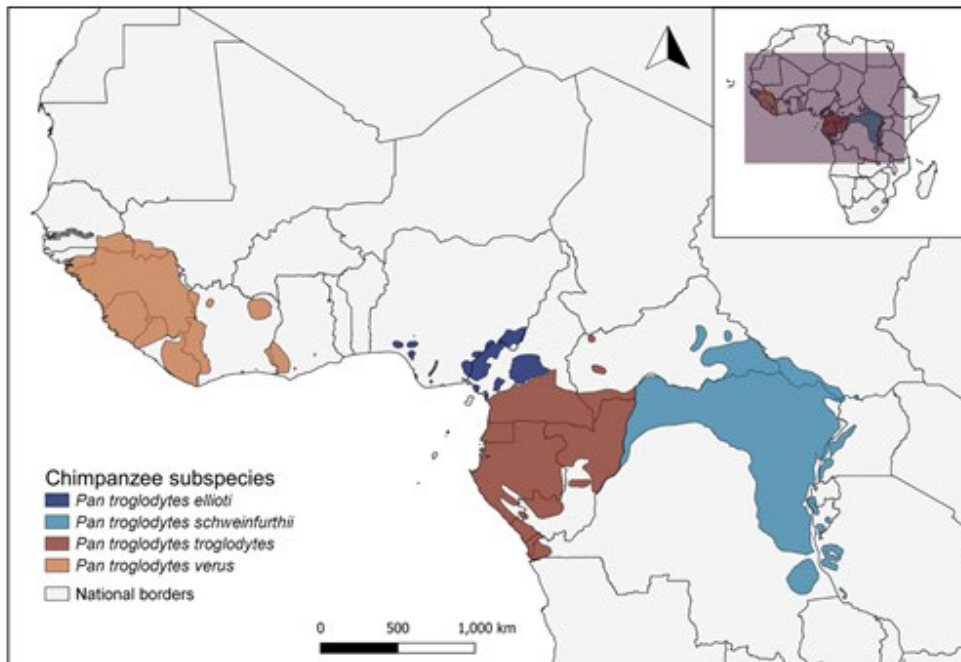 Chimpanzee subspecies
Pan troglodytes ellioti
Pan troglodytes schweinfurthii
Pan troglodytes troglodytes
Pan troglodytes verus
National borders
0 500 1,000 km